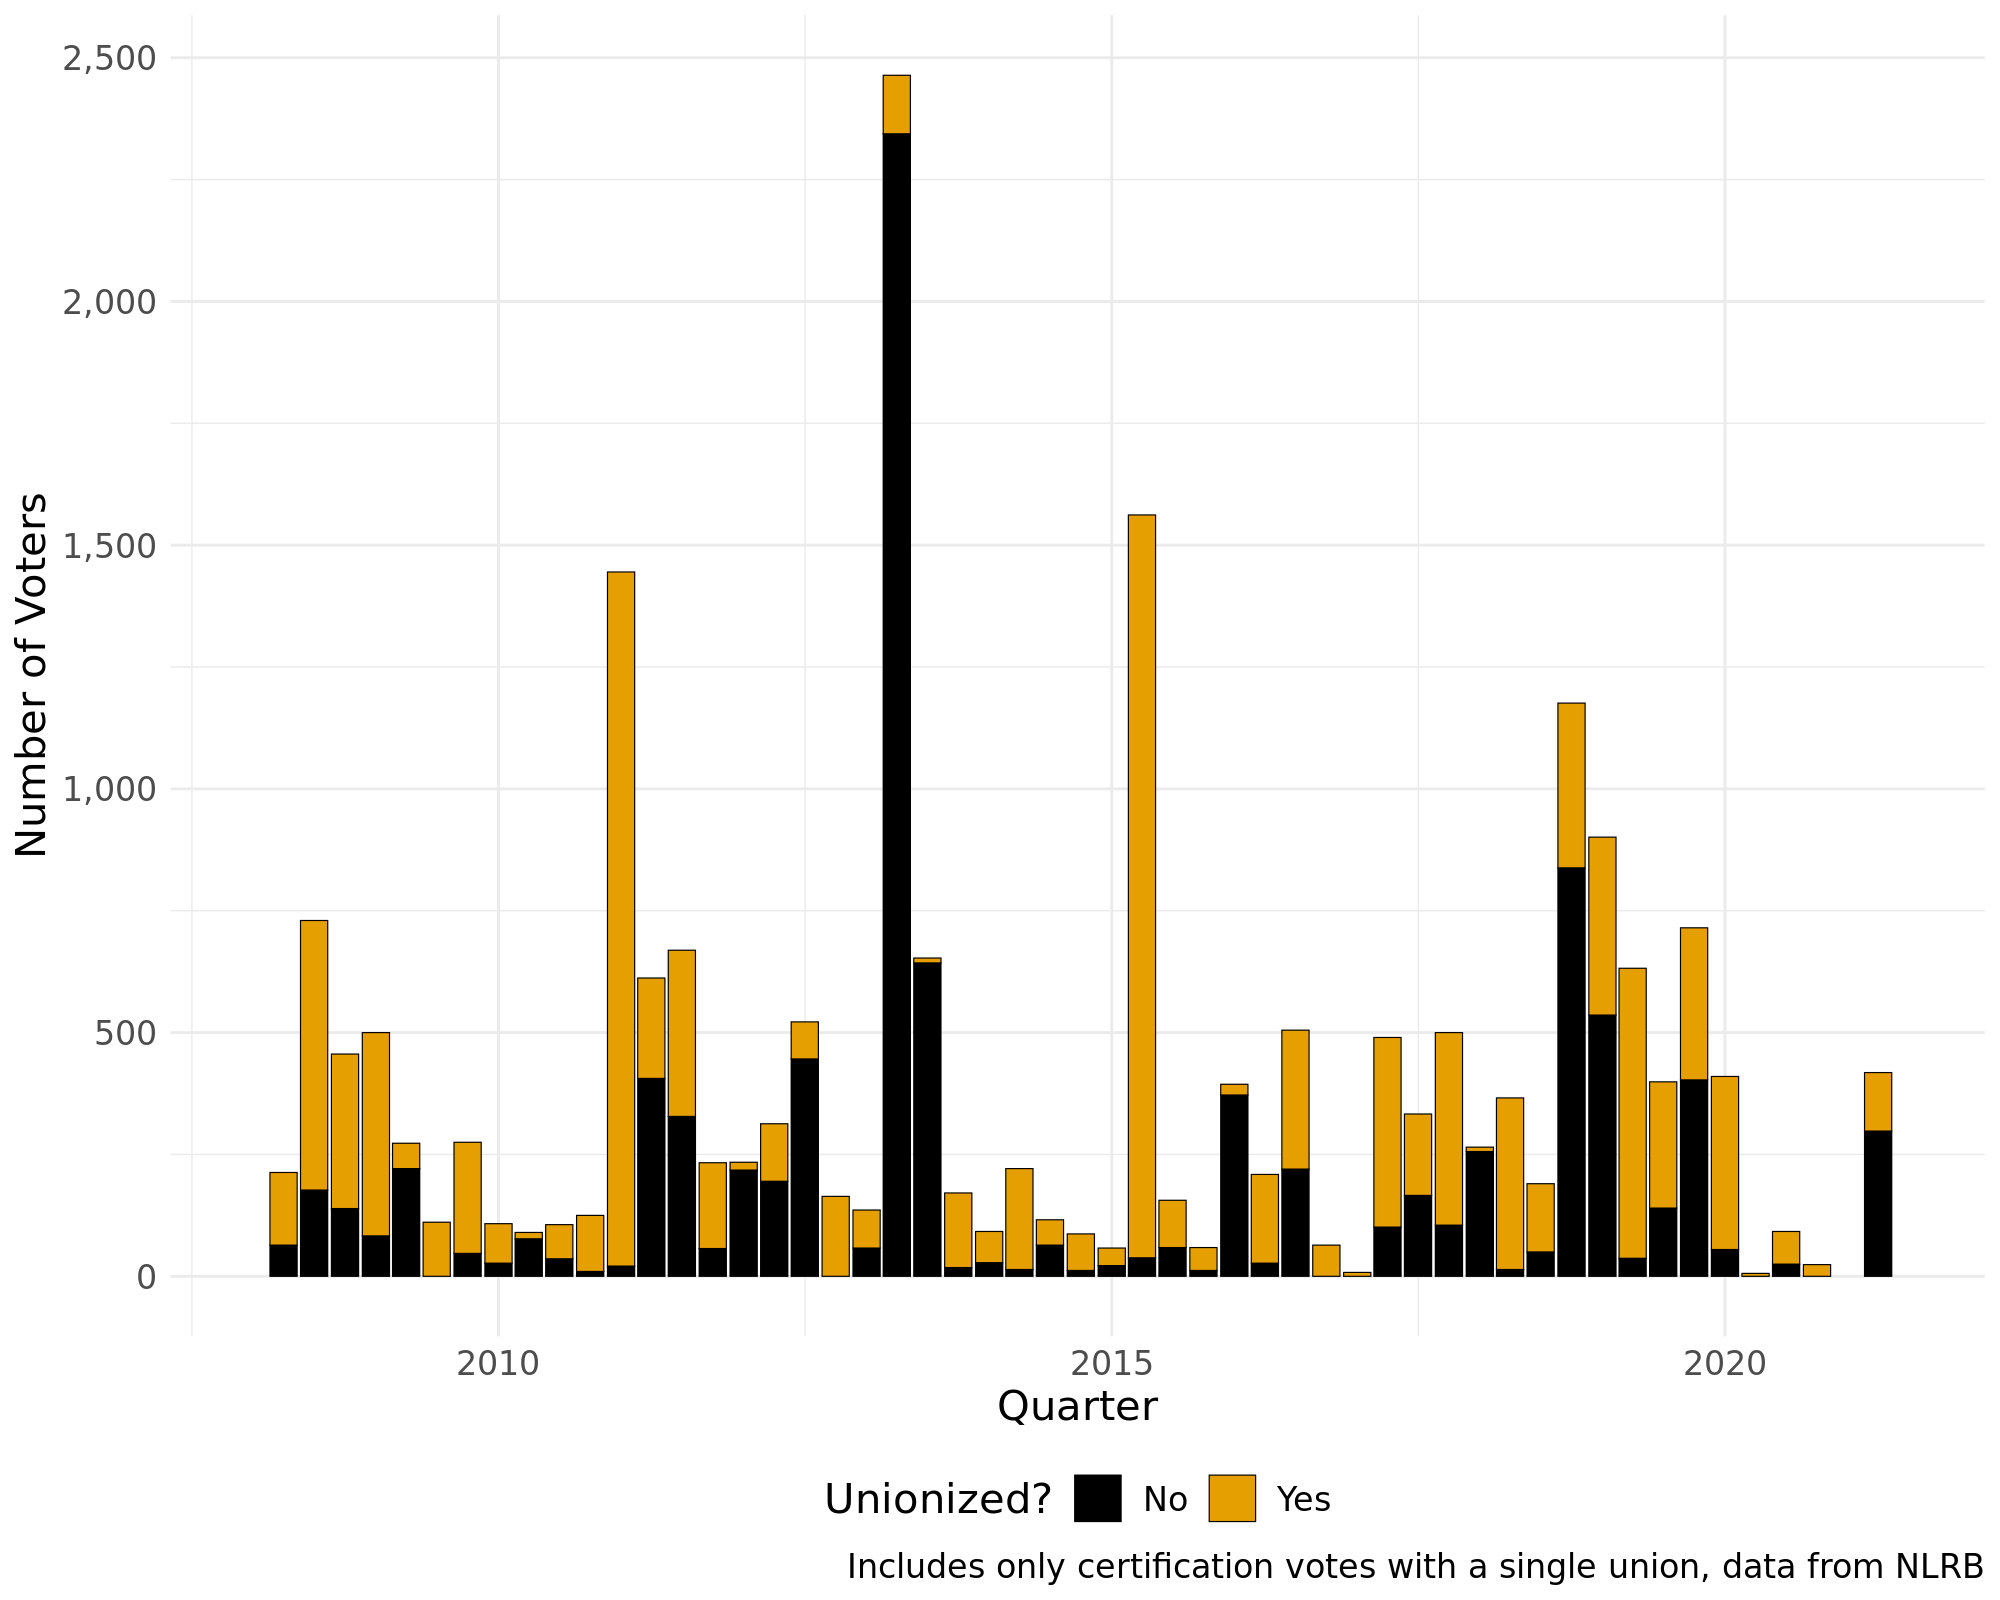 2,500
2,000
1,500
1,000
500
0
Number of Voters
2010 2015 2020
Quarter
Unionized? No Yes
Includes only certification votes with a single union, data from NLRB